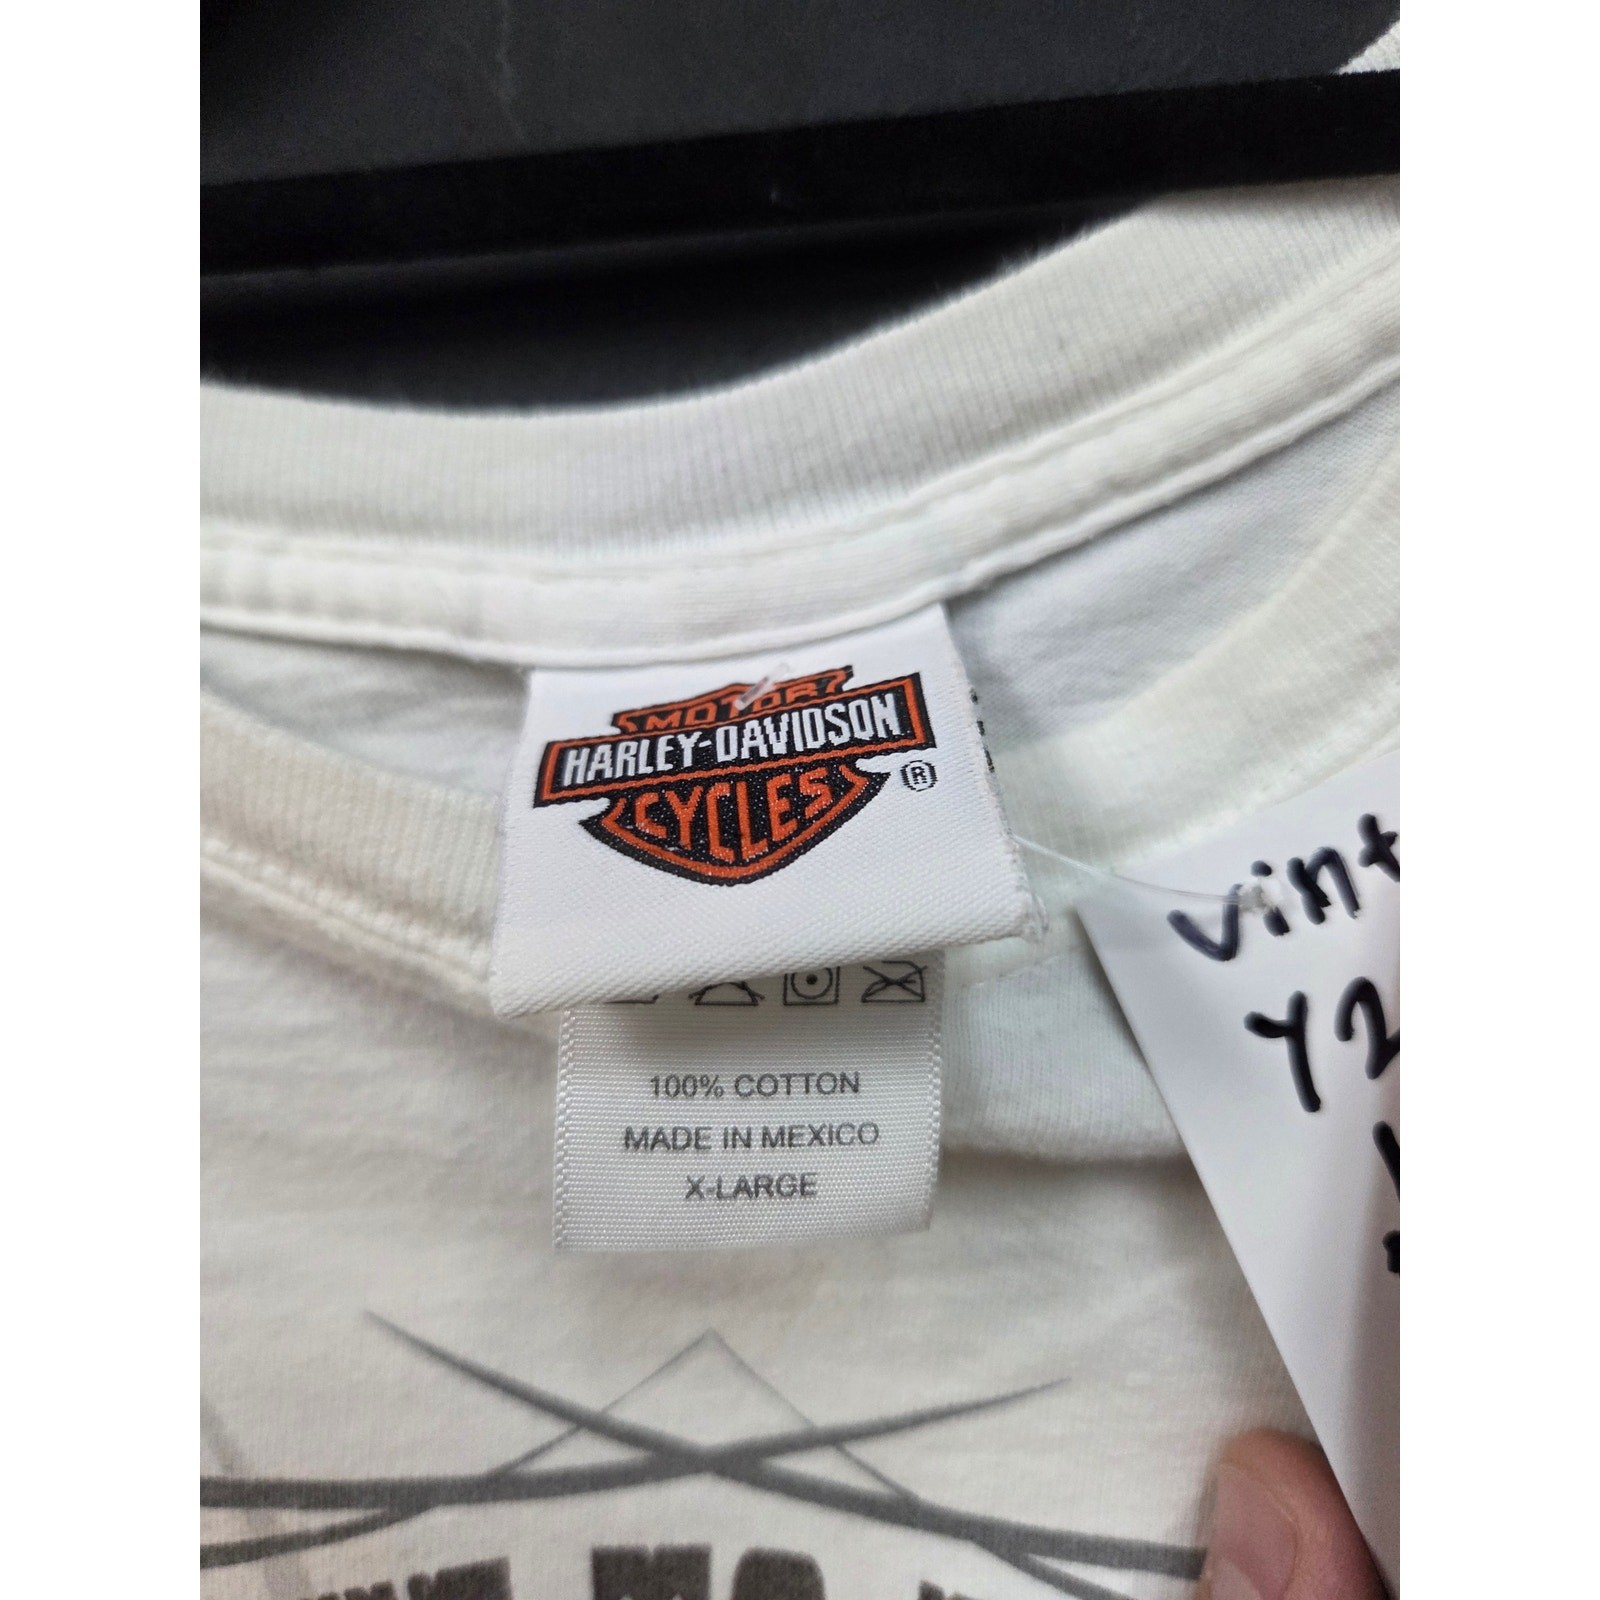 MOTOR
HARLEY-DAVIDSON
CYCLES
®
100% COTTON
MADE IN MEXICO
X-LARGE
vint
Y2